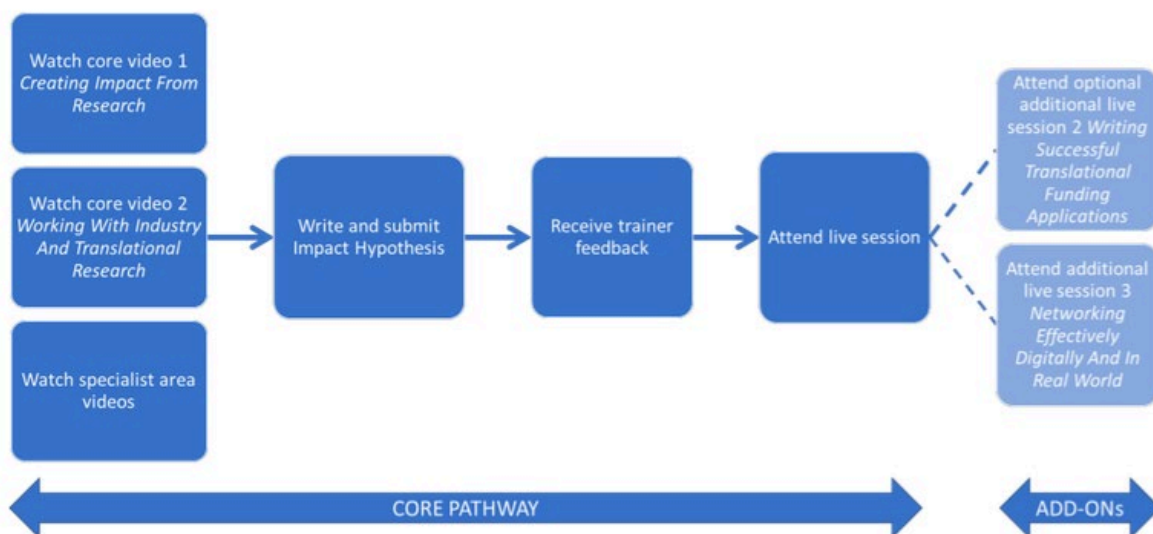 Watch core video 1
Creating Impact From
Research
Watch core video 2
Working With Industry
And Translational
Research
Watch specialist area
videos
Write and submit
Impact Hypothesis
Receive trainer
feedback
Attend live session
Attend optional
additional live
session 2 Writing
Successful
Translational
Funding
Applications
Attend additional
live session 3
Networking
Effectively
Digitally And In
Real World
CORE PATHWAY
ADD-ONs